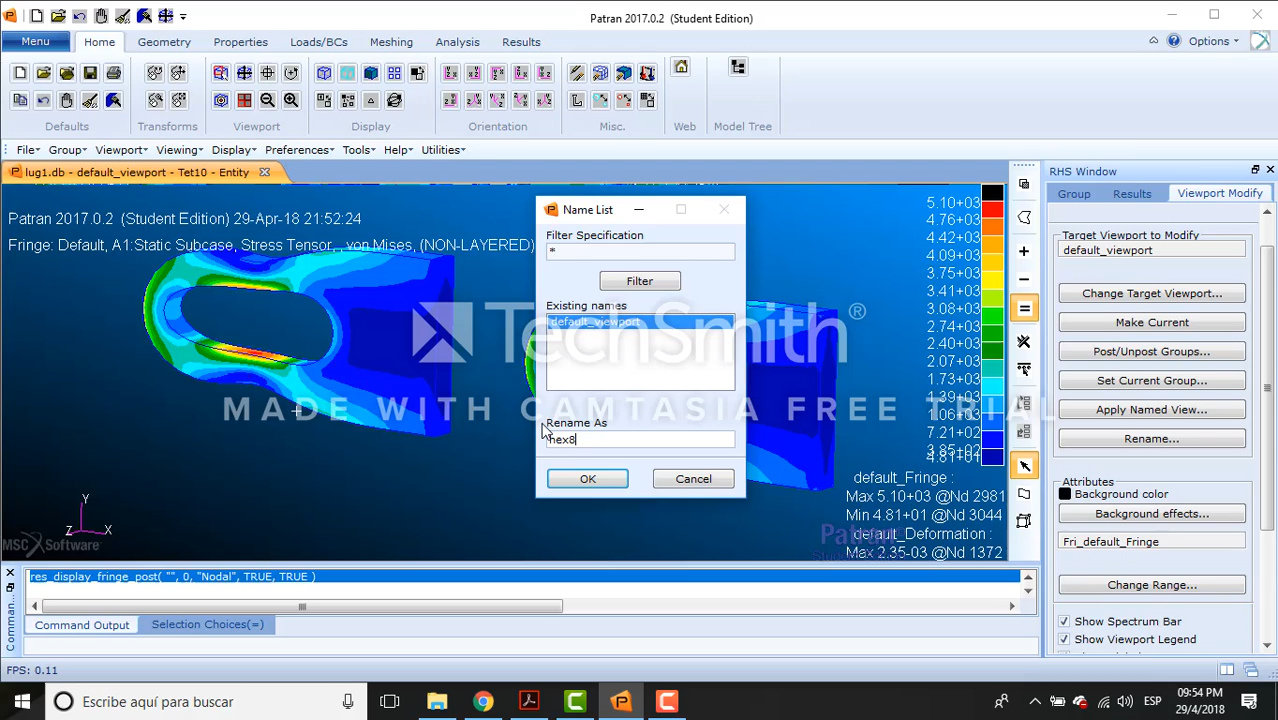 Patran 2017.0.2 (Student Edition)
Menu Home Geometry Properties Loads/BCs Meshing Analysis Results Options
Defaults Transforms Viewport Display Orientation Misc. Web Model Tree
File Group Viewport Viewing Display Preferences Tools Help Utilities
lug1.db - default_viewport - Tet10 - Entity
Patran 2017.0.2 (Student Edition) 29-Apr-18 21:52:24
Fringe: Default, A1:Static Subcase, Stress Tensor, , von Mises, (NON-LAYERED)
5.10+03
4.76+03
4.42+03
4.09+03
3.75+03
3.41+03
3.08+03
2.74+03
2.40+03
2.07+03
1.73+03
1.39+03
1.06+03
7.21+02
3.85+02
4.81+01
default_Fringe :
Max 5.10+03 @Nd 2981
Min 4.81+01 @Nd 3044
default_Deformation :
Max 2.35-03 @Nd 1372
Y
Z X
MSC Software
Patran
Name List
Filter Specification
*
Filter
Existing names
default_viewport
Rename As
hex8
OK Cancel
TechSmith®
MADE WITH CAMTASIA FREE TRIAL
RHS Window
Group Results Viewport Modify
Target Viewport to Modify
default_viewport
Change Target Viewport...
Make Current
Post/Unpost Groups...
Set Current Group...
Apply Named View...
Rename...
Attributes
Background color
Background effects...
Fri_default_Fringe
Change Range...
Show Spectrum Bar
Show Viewport Legend
Comman...
res_display_fringe_post( "", 0, "Nodal", TRUE, TRUE )
Command Output Selection Choices(=)
FPS: 0.11
Escribe aquí para buscar
ESP
09:54 PM
29/4/2018